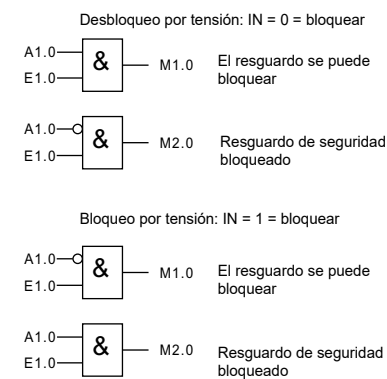 Desbloqueo por tensión: IN = 0 = bloquear
A1.0
E1.0
&
M1.0
El resguardo se puede
bloquear
A1.0
E1.0
&
M2.0
Resguardo de seguridad
bloqueado
Bloqueo por tensión: IN = 1 = bloquear
A1.0
E1.0
&
M1.0
El resguardo se puede
bloquear
A1.0
E1.0
&
M2.0
Resguardo de seguridad
bloqueado